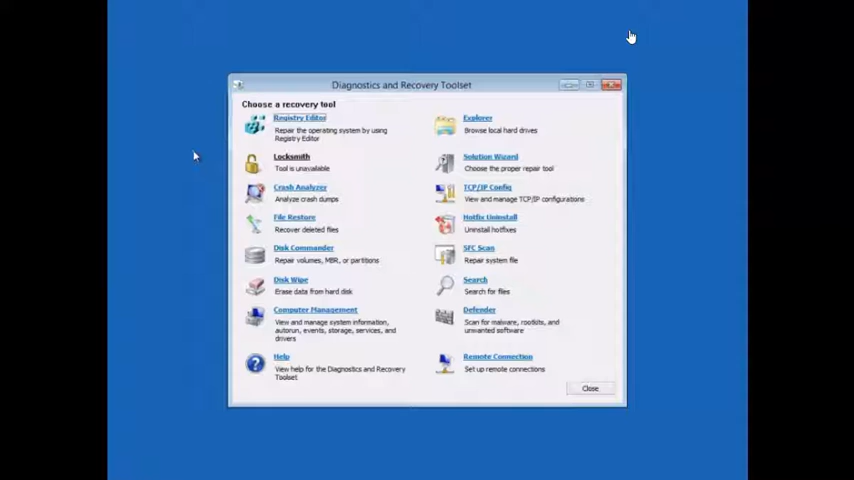 Diagnostics and Recovery Toolset
Choose a recovery tool
Registry Editor
Repair the operating system by using
Registry Editor
Locksmith
Tool is unavailable
Crash Analyzer
Analyze crash dumps
File Restore
Recover deleted files
Disk Commander
Repair volumes, MBR, or partitions
Disk Wipe
Erase data from hard disk
Computer Management
View and manage system information,
autorun, events, storage, services, and
drivers
Help
View help for the Diagnostics and Recovery
Toolset
Explorer
Browse local hard drives
Solution Wizard
Choose the proper repair tool
TCP/IP Config
View and manage TCP/IP configurations
Hotfix Uninstall
Uninstall hotfixes
SFC Scan
Repair system file
Search
Search for files
Defender
Scan for malware, rootkits, and
unwanted software
Remote Connection
Set up remote connections
Close